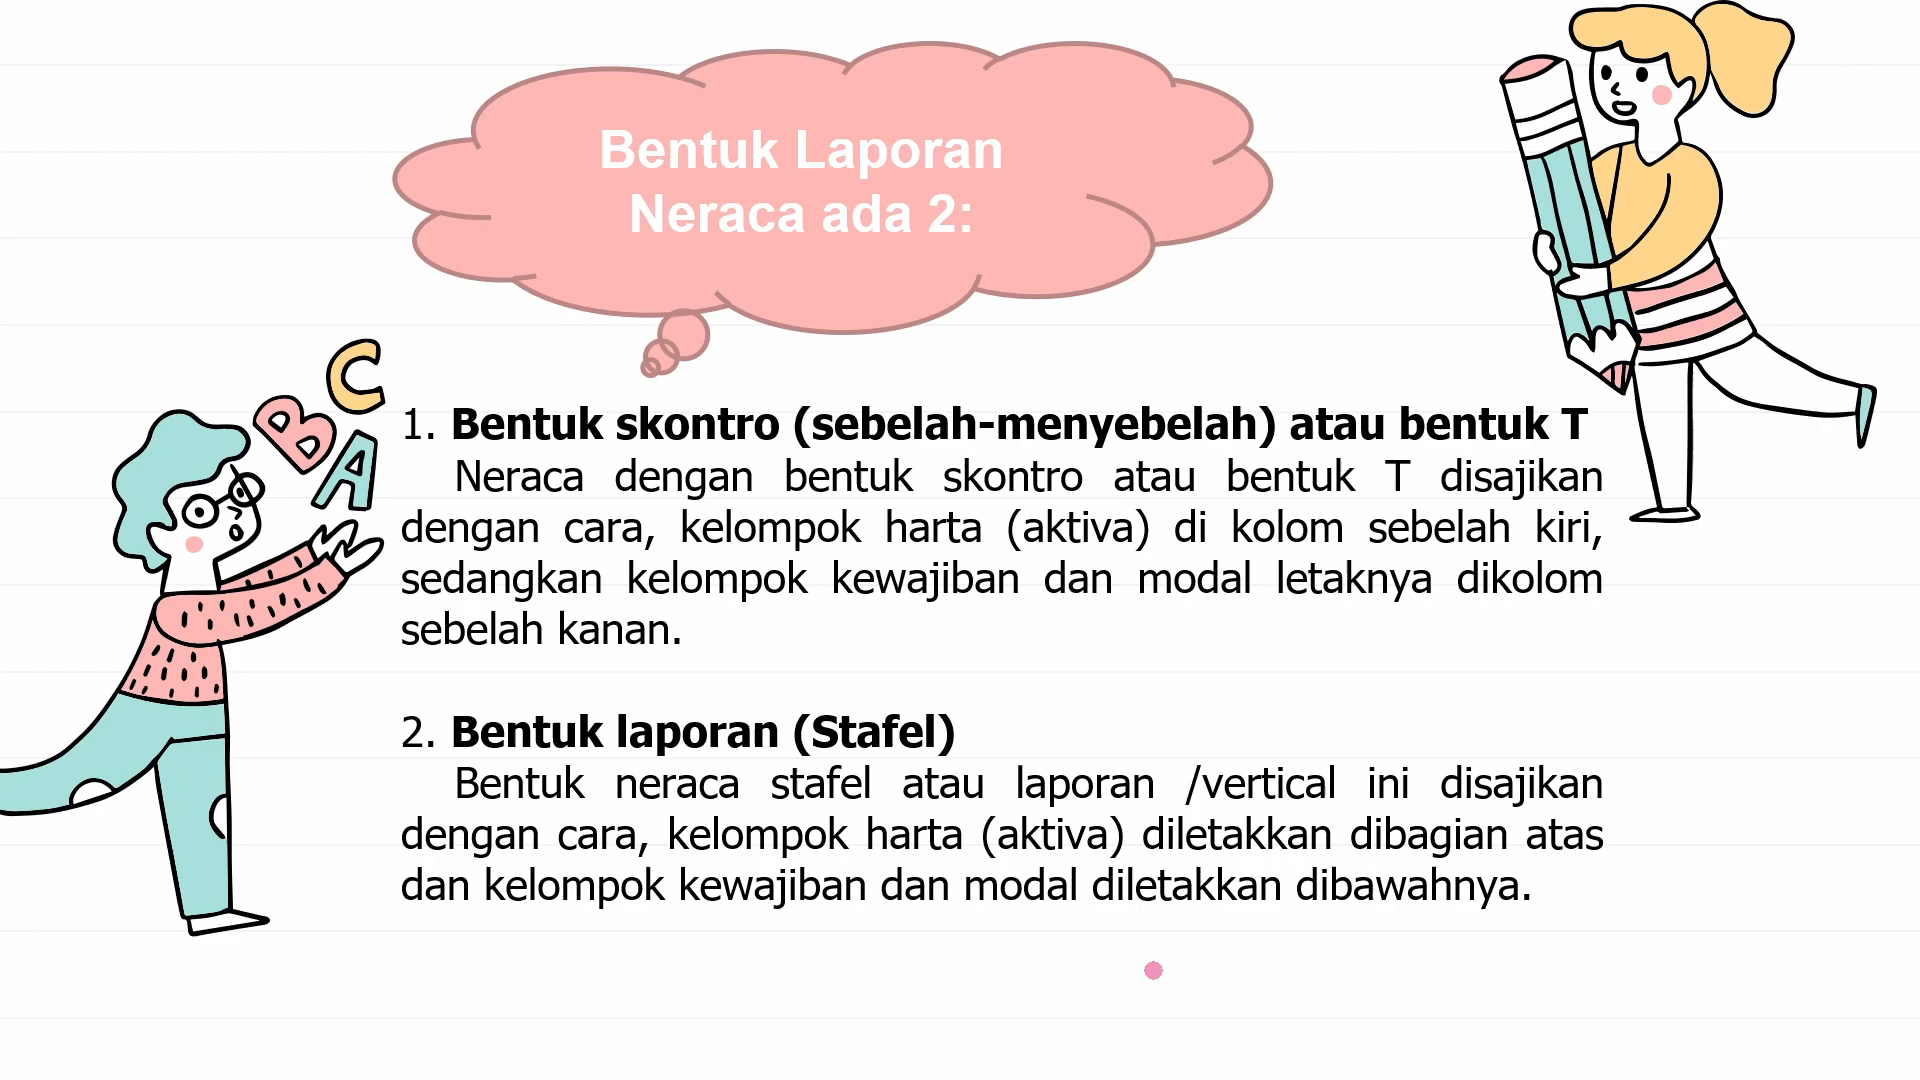 Bentuk Laporan
Neraca ada 2:
C
B
A
1. Bentuk skontro (sebelah-menyebelah) atau bentuk T
Neraca dengan bentuk skontro atau bentuk T disajikan
dengan cara, kelompok harta (aktiva) di kolom sebelah kiri,
sedangkan kelompok kewajiban dan modal letaknya dikolom
sebelah kanan.
2. Bentuk laporan (Stafel)
Bentuk neraca stafel atau laporan /vertical ini disajikan
dengan cara, kelompok harta (aktiva) diletakkan dibagian atas
dan kelompok kewajiban dan modal diletakkan dibawahnya.